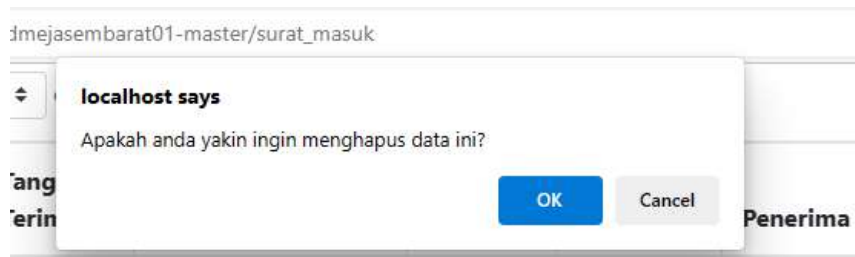 dmejasembarat01-master/surat_masuk
localhost says
Apakah anda yakin ingin menghapus data ini?
OK Cancel
Penerima